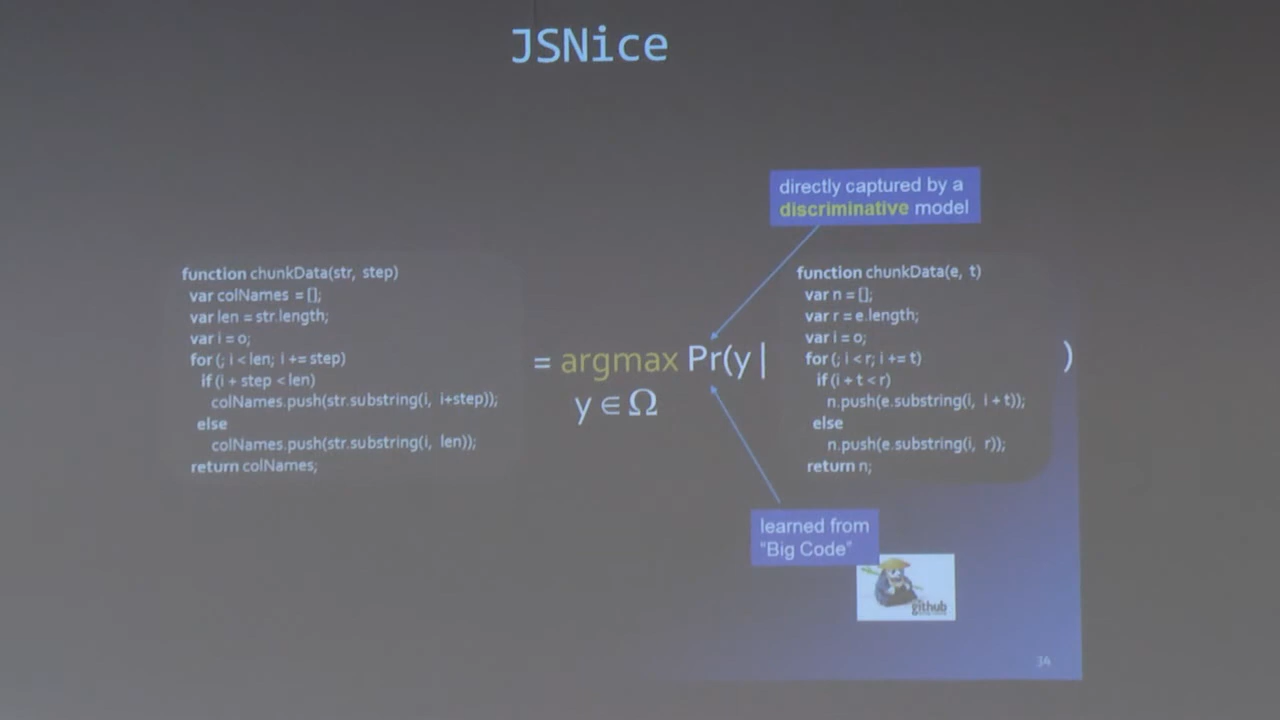 JSNice
directly captured by a
discriminative model
function chunkData(str, step)
var colNames = [];
var len = str.length;
var i = 0;
for (; i < len; i += step)
if (i + step < len)
colNames.push(str.substring(i, i+step));
else
colNames.push(str.substring(i, len));
return colNames;
= argmax Pr(y |
y ∈ Ω
function chunkData(e, t)
var n = [];
var r = e.length;
var i = 0;
for (; i < r; i += t)
if (i + t < r)
n.push(e.substring(i, i + t));
else
n.push(e.substring(i, r));
return n;
)
learned from
"Big Code"
github
34